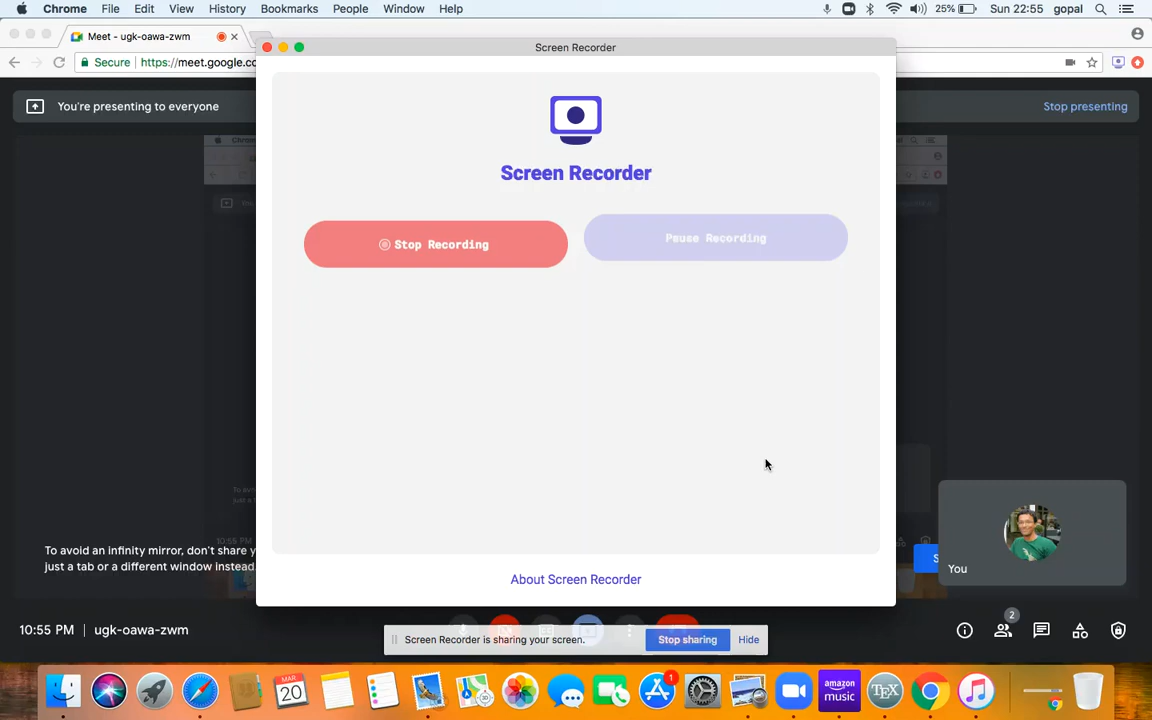 Chrome File Edit View History Bookmarks People Window Help 25% Sun 22:55 gopal
Meet - ugk-oawa-zwm
Screen Recorder
Secure https://meet.google.co
You're presenting to everyone
Stop presenting
Screen Recorder
Stop Recording
Pause Recording
To avoid an infinity mirror, don't share y
just a tab or a different window instead.
You
About Screen Recorder
10:55 PM | ugk-oawa-zwm
2
Screen Recorder is sharing your screen. Stop sharing Hide
MAR
20
1
amazon
music
TEX